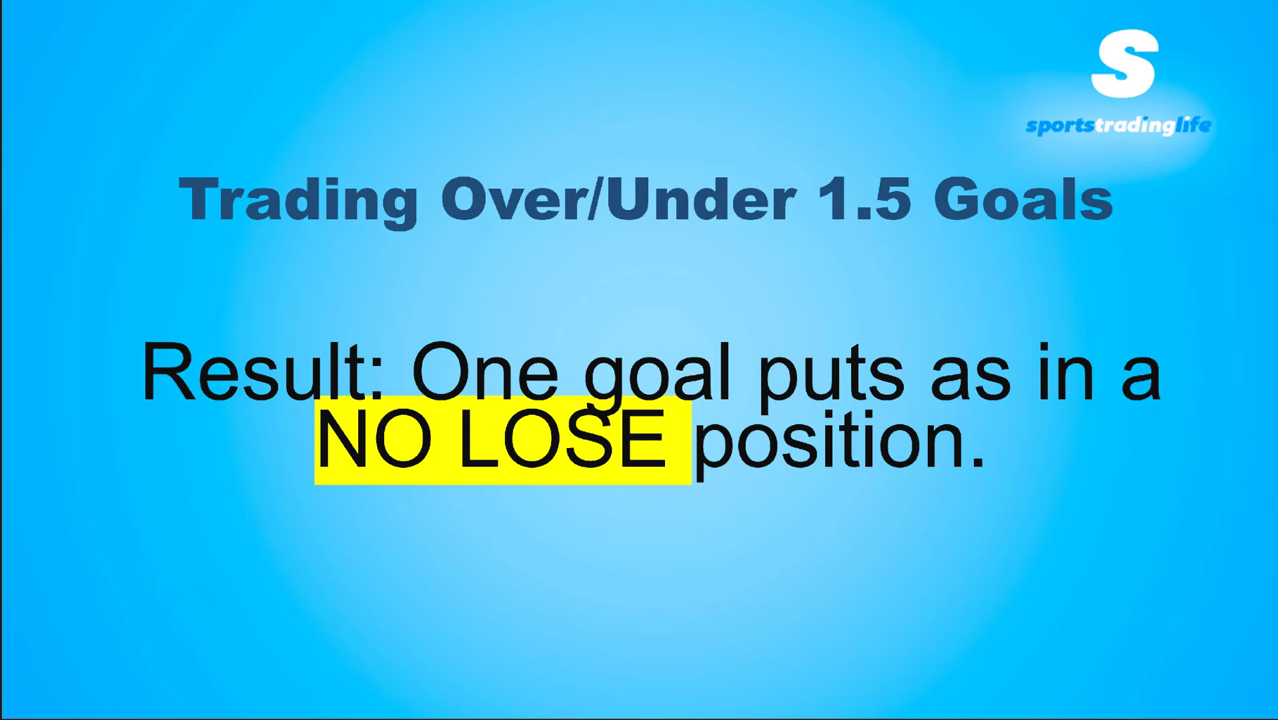 S
sportstradinglife
Trading Over/Under 1.5 Goals
Result: One goal puts as in a
NO LOSE position.